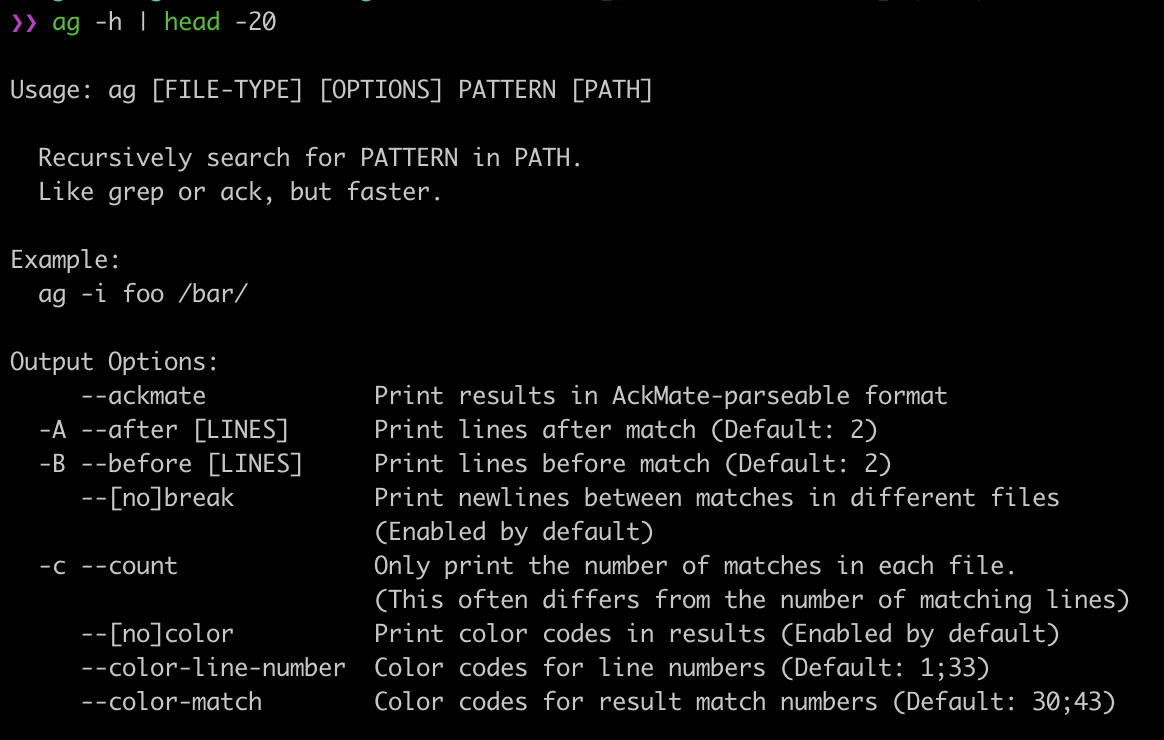 ❯❯ ag -h | head -20

Usage: ag [FILE-TYPE] [OPTIONS] PATTERN [PATH]

  Recursively search for PATTERN in PATH.
  Like grep or ack, but faster.

Example:
  ag -i foo /bar/

Output Options:
     --ackmate            Print results in AckMate-parseable format
  -A --after [LINES]      Print lines after match (Default: 2)
  -B --before [LINES]     Print lines before match (Default: 2)
     --[no]break          Print newlines between matches in different files
                          (Enabled by default)
  -c --count              Only print the number of matches in each file.
                          (This often differs from the number of matching lines)
     --[no]color          Print color codes in results (Enabled by default)
     --color-line-number  Color codes for line numbers (Default: 1;33)
     --color-match        Color codes for result match numbers (Default: 30;43)